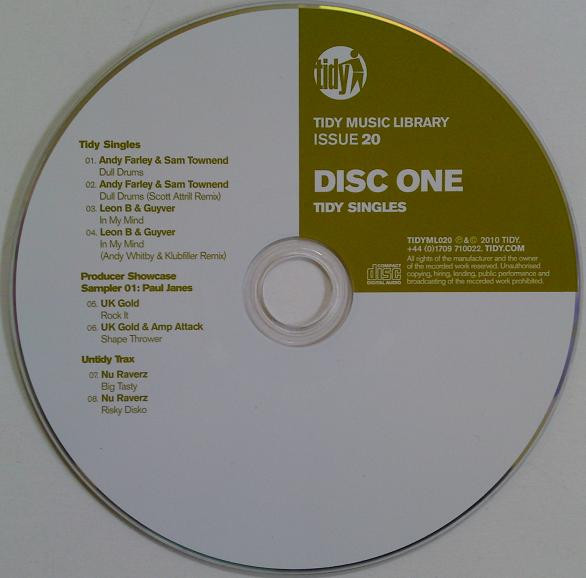 tidy
TIDY MUSIC LIBRARY
ISSUE 20
DISC ONE
TIDY SINGLES
TIDYML020 ℗&© 2010 TIDY.
+44 (0)1709 710022. TIDY.COM
All rights of the manufacturer and the owner
of the recorded work reserved. Unauthorised
copying, hiring, lending, public performance and
broadcasting of the recorded work prohibited.
COMPACT
disc
DIGITAL AUDIO
Tidy Singles
01. Andy Farley & Sam Townend
Dull Drums
02. Andy Farley & Sam Townend
Dull Drums (Scott Attrill Remix)
03. Leon B & Guyver
In My Mind
04. Leon B & Guyver
In My Mind
(Andy Whitby & Klubfiller Remix)
Producer Showcase
Sampler 01: Paul Janes
05. UK Gold
Rock It
06. UK Gold & Amp Attack
Shape Thrower
Untidy Trax
07. Nu Raverz
Big Tasty
08. Nu Raverz
Risky Disko